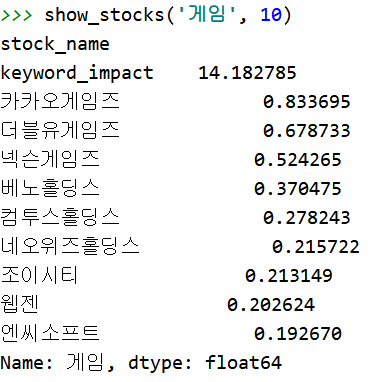 >>> show_stocks('게임', 10)
stock_name
keyword_impact    14.182785
카카오게임즈             0.833695
더블유게임즈             0.678733
넥슨게임즈              0.524265
베노홀딩스              0.370475
컴투스홀딩스             0.278243
네오위즈홀딩스            0.215722
조이시티               0.213149
웹젠                 0.202624
엔씨소프트              0.192670
Name: 게임, dtype: float64